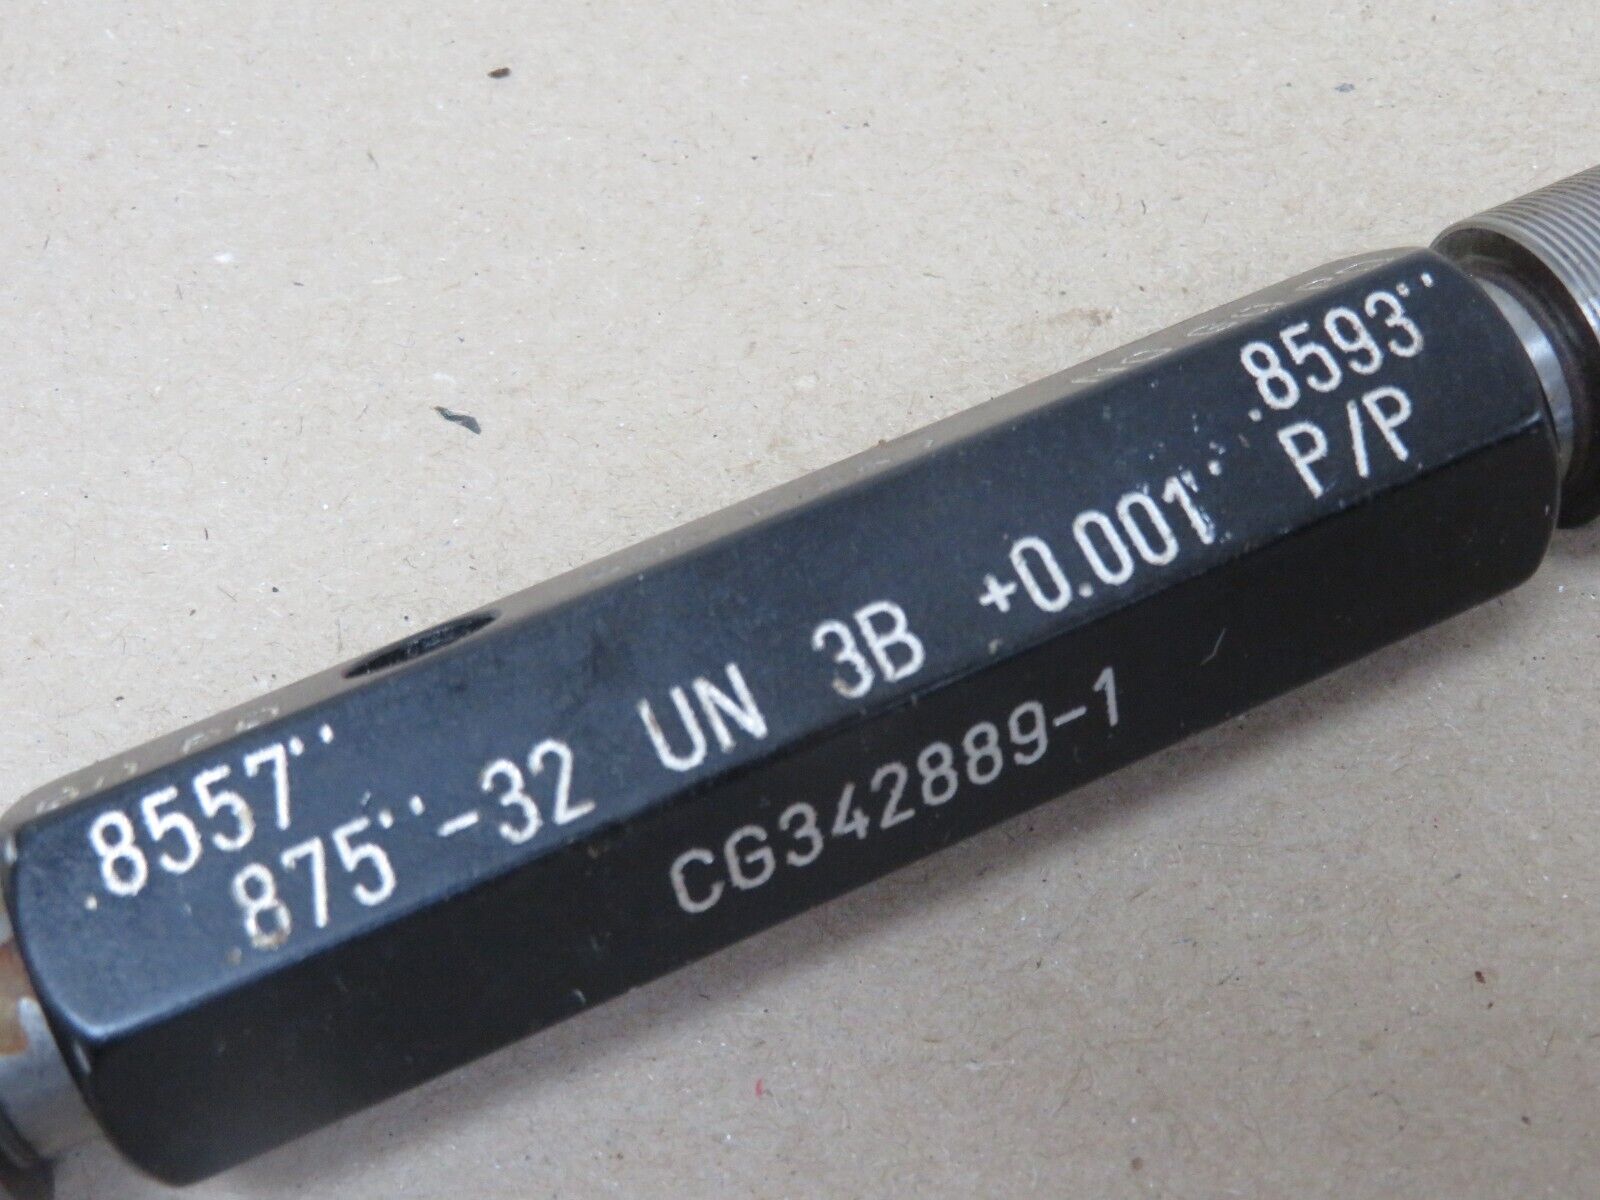 .8557" .8593"
.875"-32 UN 3B +0.001" P/P
CG342889-1